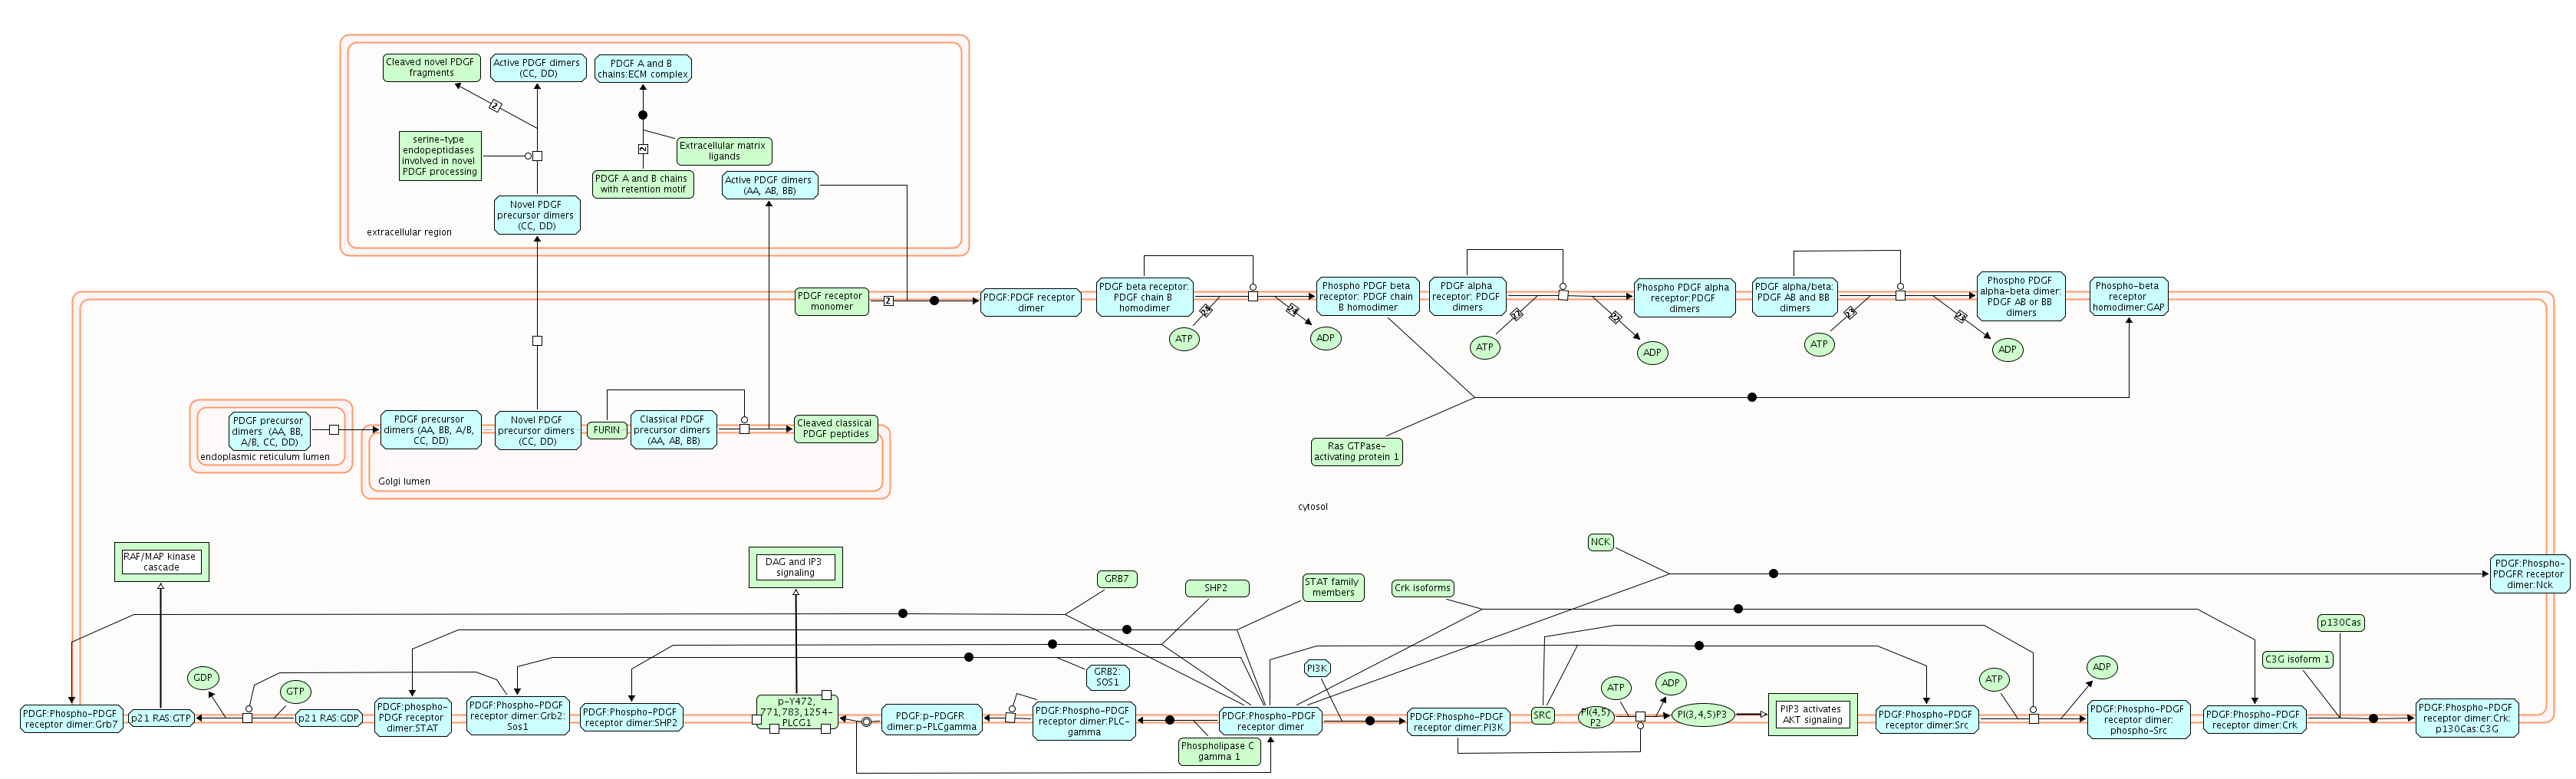 Cleaved novel PDGF
fragments
Active PDGF dimers
(CC, DD)
PDGF A and B
chains:ECM complex
2
serine-type
endopeptidases
involved in novel
PDGF processing
2
Extracellular matrix
ligands
PDGF A and B chains
with retention motif
Active PDGF dimers
(AA, AB, BB)
Novel PDGF
precursor dimers
(CC, DD)
extracellular region
PDGF receptor
monomer
2
PDGF:PDGF receptor
dimer
PDGF beta receptor:
PDGF chain B
homodimer
24
ATP
24
ADP
Phospho PDGF beta
receptor: PDGF chain
B homodimer
PDGF alpha
receptor: PDGF
dimers
22
ATP
22
ADP
Phospho PDGF alpha
receptor:PDGF
dimers
PDGF alpha/beta:
PDGF AB and BB
dimers
23
ATP
23
ADP
Phospho PDGF
alpha-beta dimer:
PDGF AB or BB
dimers
Phospho-beta
receptor
homodimer:GAP
PDGF precursor
dimers (AA, BB,
A/B, CC, DD)
endoplasmic reticulum lumen
PDGF precursor
dimers (AA, BB, A/B,
CC, DD)
Novel PDGF
precursor dimers
(CC, DD)
FURIN
Classical PDGF
precursor dimers
(AA, AB, BB)
Cleaved classical
PDGF peptides
Golgi lumen
Ras GTPase-
activating protein 1
cytosol
RAF/MAP kinase
cascade
DAG and IP3
signaling
GRB7
SHP2
STAT family
members
Crk isoforms
NCK
PDGF:Phospho-
PDGFR receptor
dimer:Nck
p130Cas
C3G isoform 1
GDP
GTP
GRB2:
SOS1
PI3K
ATP
ADP
ATP
ADP
PDGF:Phospho-PDGF
receptor dimer:Grb7
p21 RAS:GTP
p21 RAS:GDP
PDGF:phospho-
PDGF receptor
dimer:STAT
PDGF:Phospho-PDGF
receptor dimer:Grb2:
Sos1
PDGF:Phospho-PDGF
receptor dimer:SHP2
p-Y472,
771,783,1254-
PLCG1
PDGF:p-PDGFR
dimer:p-PLCgamma
PDGF:Phospho-PDGF
receptor dimer:PLC-
gamma
Phospholipase C
gamma 1
PDGF:Phospho-PDGF
receptor dimer
PDGF:Phospho-PDGF
receptor dimer:PI3K
SRC
PI(4,5)
P2
PI(3,4,5)P3
PIP3 activates
AKT signaling
PDGF:Phospho-PDGF
receptor dimer:Src
PDGF:Phospho-PDGF
receptor dimer:
phospho-Src
PDGF:Phospho-PDGF
receptor dimer:Crk
PDGF:Phospho-PDGF
receptor dimer:Crk:
p130Cas:C3G